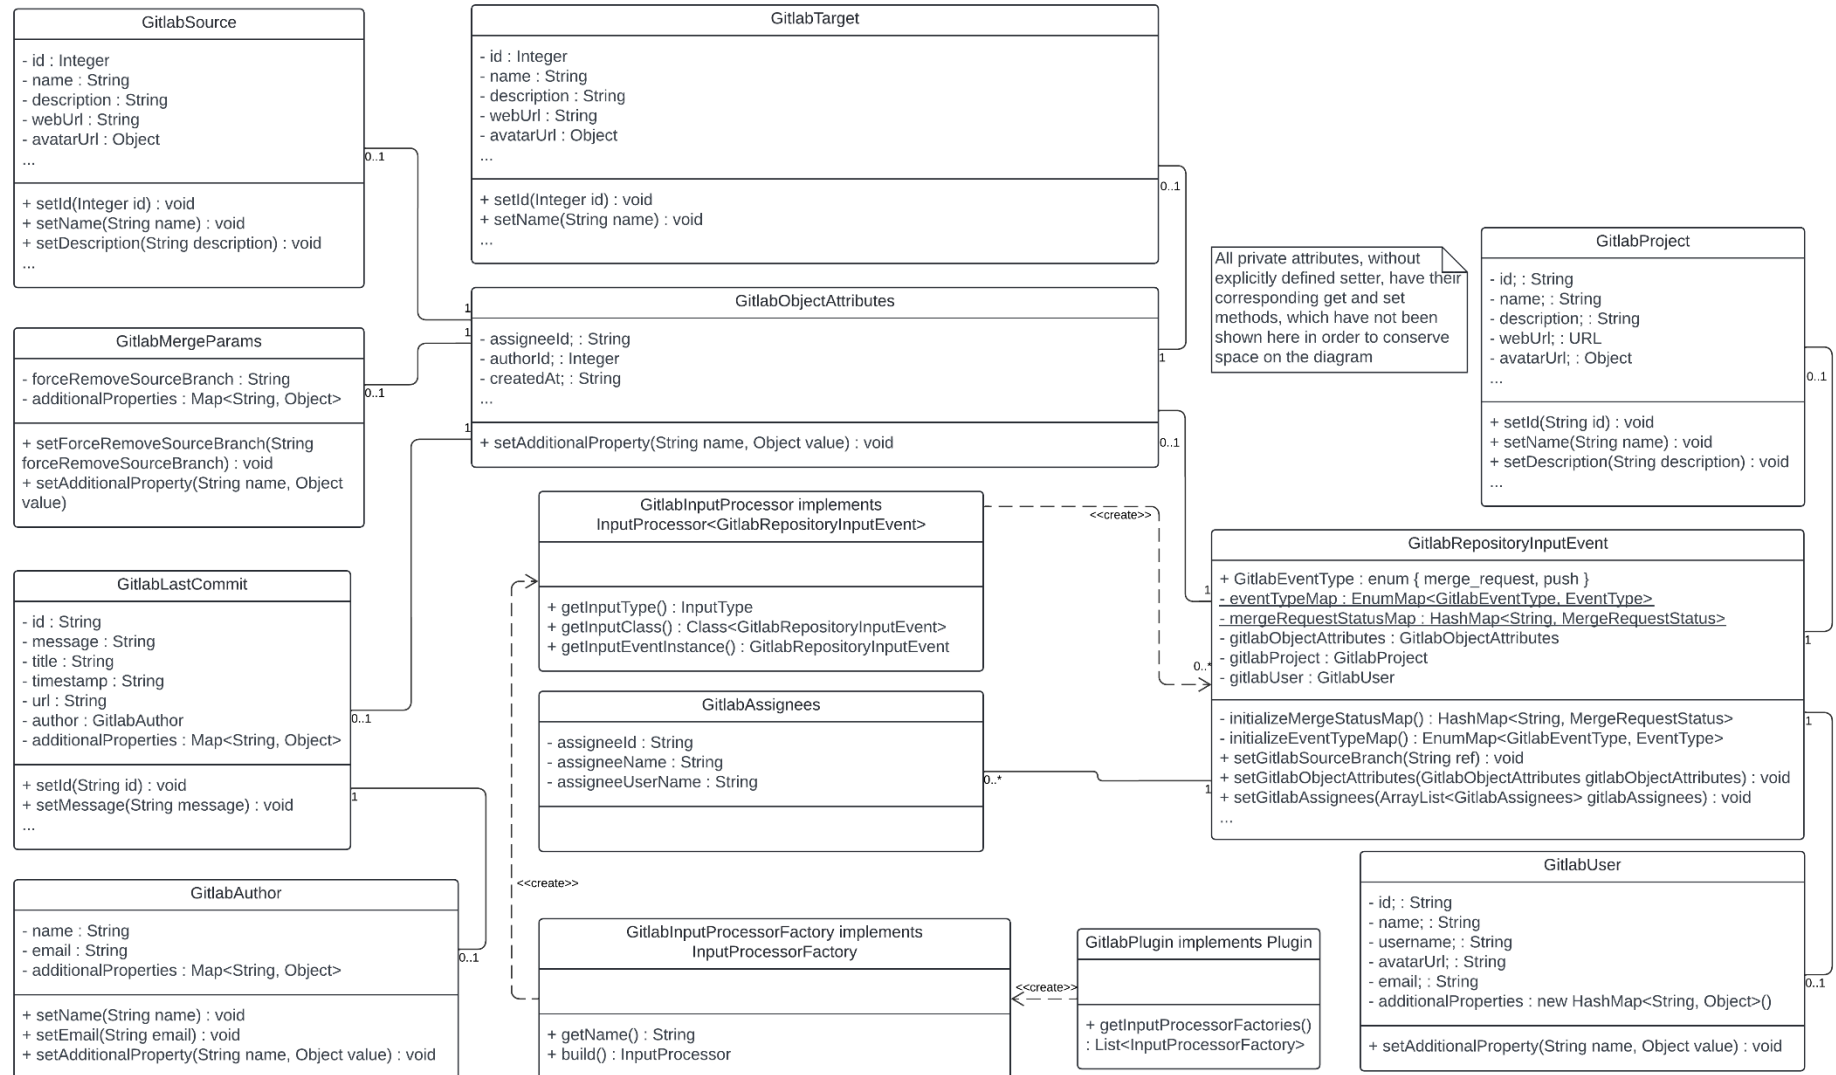 GitlabSource
- id : Integer
- name : String
- description : String
- webUrl : String
- avatarUrl : Object
...
+ setId(Integer id) : void
+ setName(String name) : void
+ setDescription(String description) : void
...
0..1
GitlabTarget
- id : Integer
- name : String
- description : String
- webUrl : String
- avatarUrl : Object
...
+ setId(Integer id) : void
+ setName(String name) : void
...
0..1
GitlabMergeParams
- forceRemoveSourceBranch : String
- additionalProperties : Map<String, Object>
+ setForceRemoveSourceBranch(String
forceRemoveSourceBranch) : void
+ setAdditionalProperty(String name, Object
value)
0..1
1
1
1
GitlabObjectAttributes
- assigneeId; : String
- authorId; : Integer
- createdAt; : String
...
+ setAdditionalProperty(String name, Object value) : void
1
0..1
All private attributes, without
explicitly defined setter, have their
corresponding get and set
methods, which have not been
shown here in order to conserve
space on the diagram
GitlabProject
- id; : String
- name; : String
- description; : String
- webUrl; : URL
- avatarUrl; : Object
...
+ setId(String id) : void
+ setName(String name) : void
+ setDescription(String description) : void
...
0..1
GitlabInputProcessor implements
InputProcessor<GitlabRepositoryInputEvent>
+ getInputType() : InputType
+ getInputClass() : Class<GitlabRepositoryInputEvent>
+ getInputEventInstance() : GitlabRepositoryInputEvent
<<create>>
GitlabRepositoryInputEvent
+ GitlabEventType : enum { merge_request, push }
- eventTypeMap : EnumMap<GitlabEventType, EventType>
- mergeRequestStatusMap : HashMap<String, MergeRequestStatus>
- gitlabObjectAttributes : GitlabObjectAttributes
- gitlabProject : GitlabProject
- gitlabUser : GitlabUser
- initializeMergeStatusMap() : HashMap<String, MergeRequestStatus>
- initializeEventTypeMap() : EnumMap<GitlabEventType, EventType>
+ setGitlabSourceBranch(String ref) : void
+ setGitlabObjectAttributes(GitlabObjectAttributes gitlabObjectAttributes) : void
+ setGitlabAssignees(ArrayList<GitlabAssignees> gitlabAssignees) : void
...
1
0..*
1
1
1
GitlabLastCommit
- id : String
- message : String
- title : String
- timestamp : String
- url : String
- author : GitlabAuthor
- additionalProperties : Map<String, Object>
+ setId(String id) : void
+ setMessage(String message) : void
...
0..1
1
GitlabAssignees
- assigneeId : String
- assigneeName : String
- assigneeUserName : String
0..*
GitlabAuthor
- name : String
- email : String
- additionalProperties : Map<String, Object>
+ setName(String name) : void
+ setEmail(String email) : void
+ setAdditionalProperty(String name, Object value) : void
0..1
<<create>>
GitlabInputProcessorFactory implements
InputProcessorFactory
+ getName() : String
+ build() : InputProcessor
<<create>>
GitlabPlugin implements Plugin
+ getInputProcessorFactories()
: List<InputProcessorFactory>
GitlabUser
- id; : String
- name; : String
- username; : String
- avatarUrl; : String
- email; : String
- additionalProperties : new HashMap<String, Object>()
+ setAdditionalProperty(String name, Object value) : void
0..1